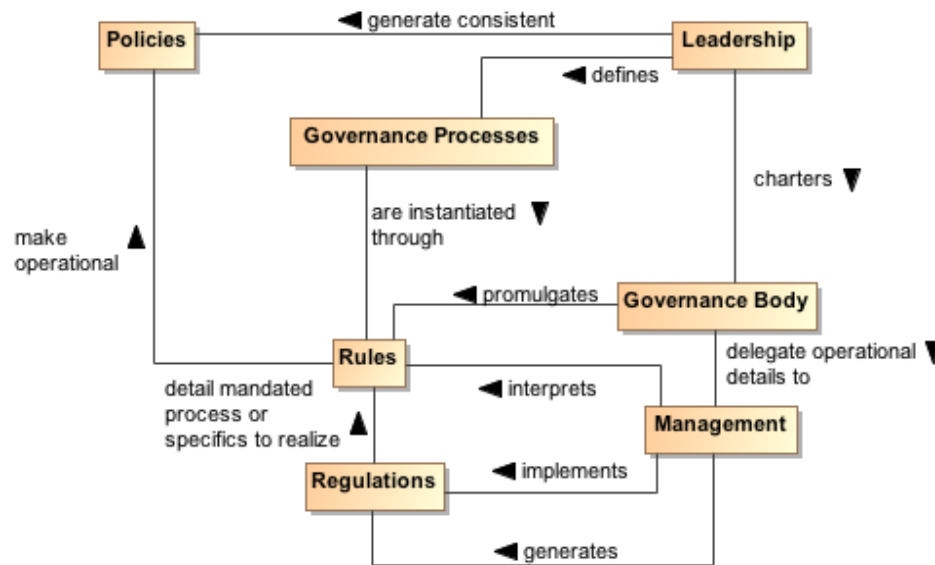 generate consistent
Policies
Leadership
defines
Governance Processes
charters
are instantiated
through
make
operational
promulgates
Governance Body
Rules
delegate operational
details to
detail mandated
process or
specifics to realize
interprets
Management
Regulations
implements
generates